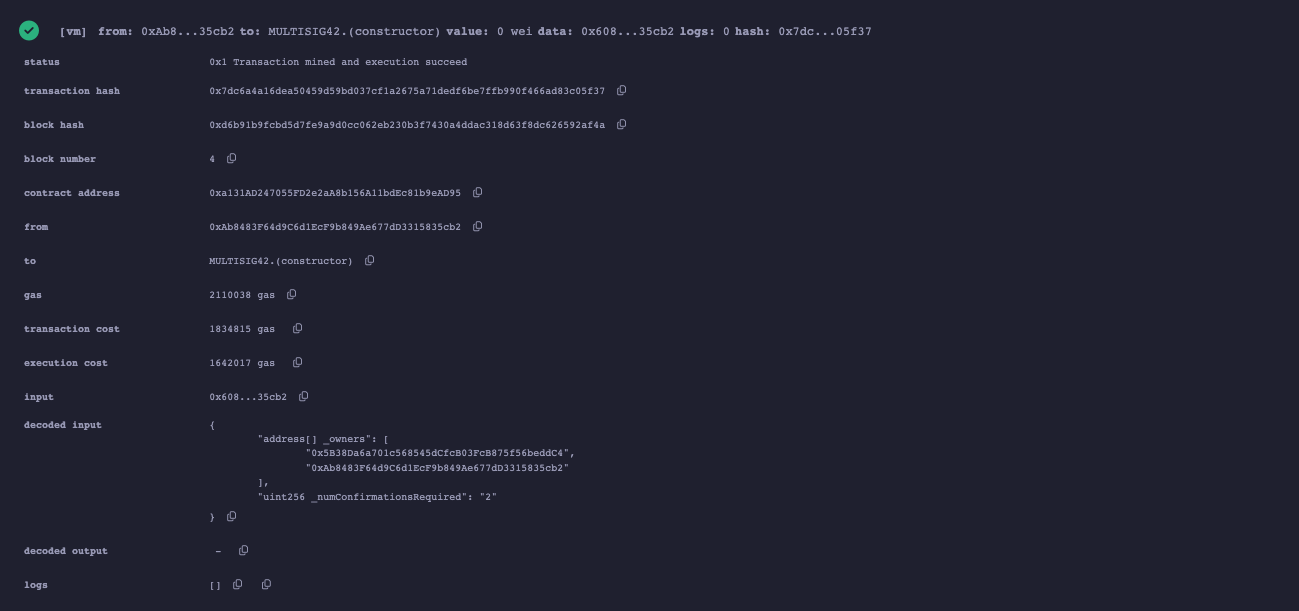 [vm] from: 0xAb8...35cb2 to: MULTISIG42.(constructor) value: 0 wei data: 0x608...35cb2 logs: 0 hash: 0x7dc...05f37
status 0x1 Transaction mined and execution succeed
transaction hash 0x7dc6a4a16dea50459d59bd037cf1a2675a71dedf6be7ffb990f466ad83c05f37
block hash 0xd6b91b9fcbd5d7fe9a9d0cc062eb230b3f7430a4ddac318d63f8dc626592af4a
block number 4
contract address 0xa131AD247055FD2e2aA8b156A11bdEc81b9eAD95
from 0xAb8483F64d9C6d1EcF9b849Ae677dD3315835cb2
to MULTISIG42.(constructor)
gas 2110038 gas
transaction cost 1834815 gas
execution cost 1642017 gas
input 0x608...35cb2
decoded input {
"address[] _owners": [
"0x5B38Da6a701c568545dCfcB03FcB875f56beddC4",
"0xAb8483F64d9C6d1EcF9b849Ae677dD3315835cb2"
],
"uint256 _numConfirmationsRequired": "2"
}
decoded output -
logs []